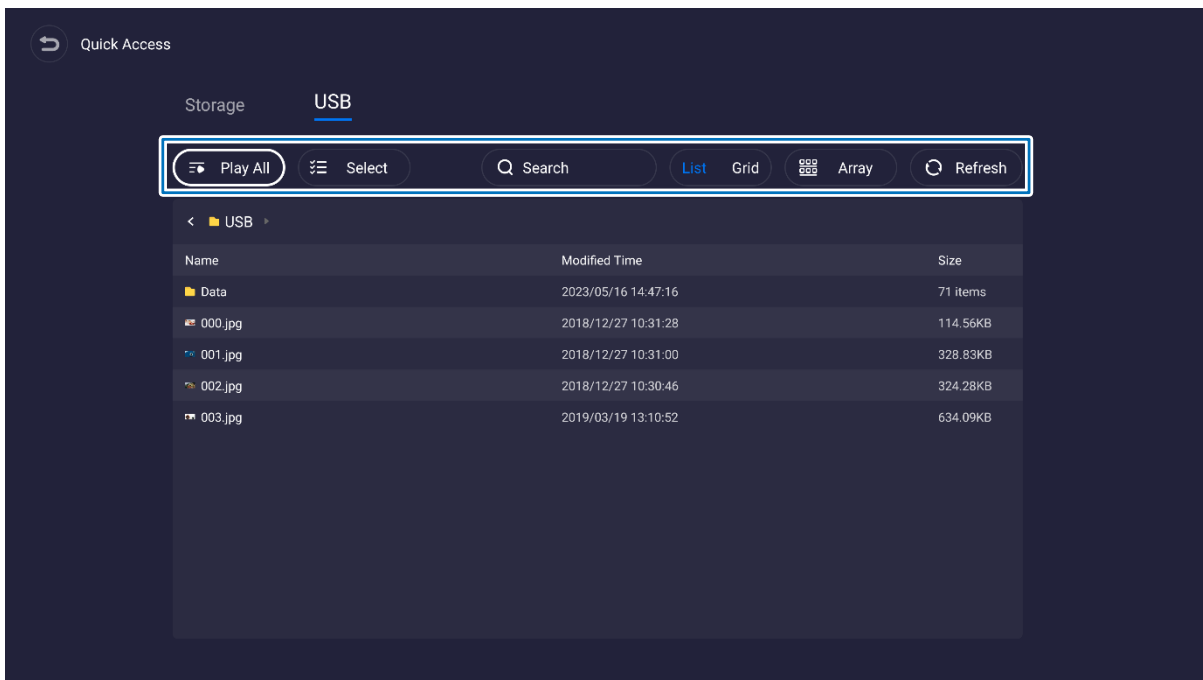 Quick Access
Storage USB
Play All Select Search List Grid Array Refresh
USB
Name Modified Time Size
Data 2023/05/16 14:47:16 71 items
000.jpg 2018/12/27 10:31:28 114.56KB
001.jpg 2018/12/27 10:31:00 328.83KB
002.jpg 2018/12/27 10:30:46 324.28KB
003.jpg 2019/03/19 13:10:52 634.09KB